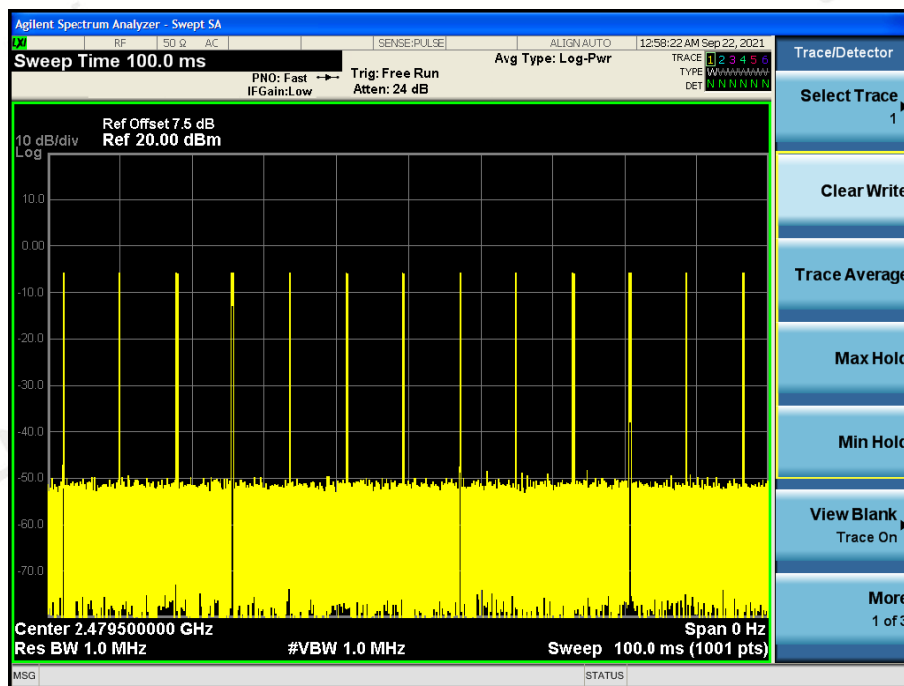 Agilent Spectrum Analyzer - Swept SA
LXI RF 50 Ω AC SENSE:PULSE ALIGN AUTO 12:58:22 AM Sep 22, 2021
Sweep Time 100.0 ms
PNO: Fast
IFGain:Low
Trig: Free Run
Atten: 24 dB
Avg Type: Log-Pwr
TRACE 1 2 3 4 5 6
TYPE W
DET N N N N N N
Ref Offset 7.5 dB
10 dB/div Ref 20.00 dBm
Log
10.0
0.00
-10.0
-20.0
-30.0
-40.0
-50.0
-60.0
-70.0
Center 2.479500000 GHz Span 0 Hz
Res BW 1.0 MHz #VBW 1.0 MHz Sweep 100.0 ms (1001 pts)
MSG STATUS
Trace/Detector
Select Trace
1
Clear Write
Trace Average
Max Hold
Min Hold
View Blank
Trace On
More
1 of 3